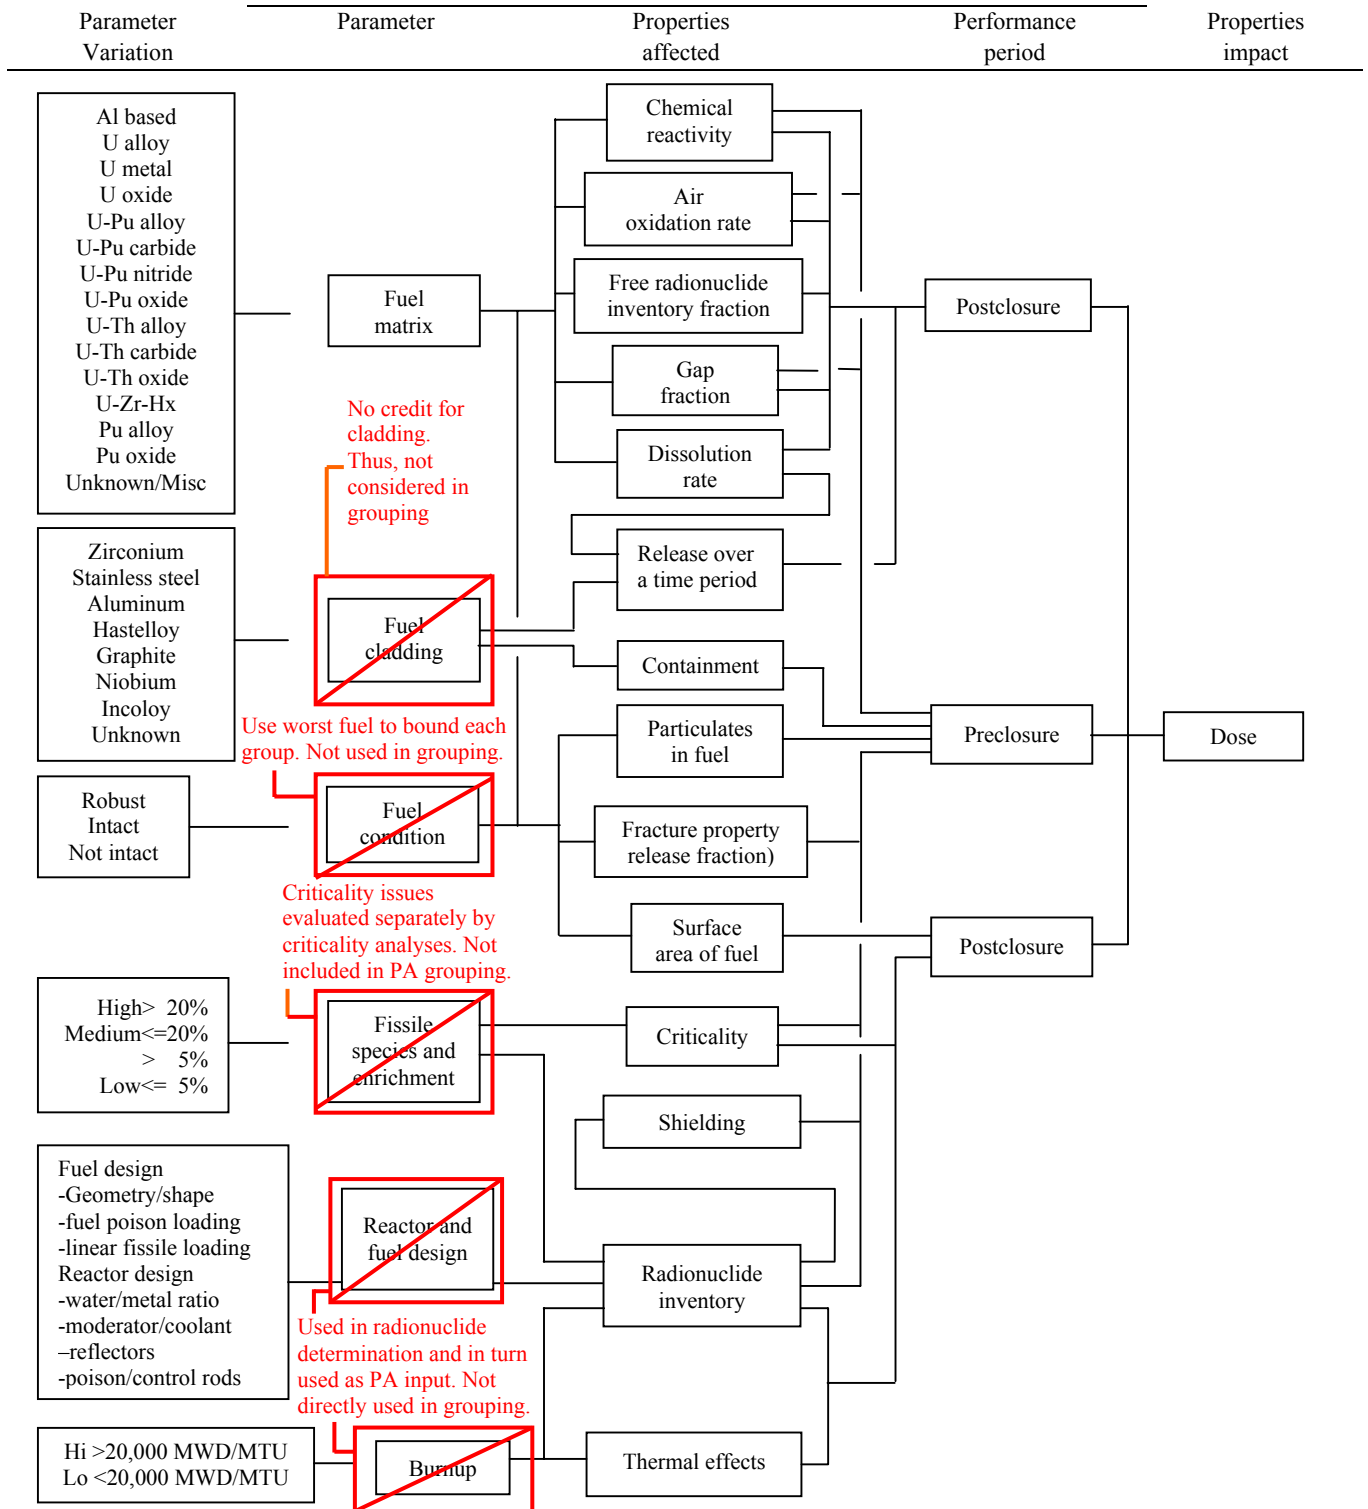 Parameter
Variation
Parameter
Properties
affected
Performance
period
Properties
impact
Al based
U alloy
U metal
U oxide
U-Pu alloy
U-Pu carbide
U-Pu nitride
U-Pu oxide
U-Th alloy
U-Th carbide
U-Th oxide
U-Zr-Hx
Pu alloy
Pu oxide
Unknown/Misc
Fuel
matrix
Chemical
reactivity
Air
oxidation rate
Free radionuclide
inventory fraction
Gap
fraction
Dissolution
rate
Postclosure
No credit for
cladding.
Thus, not
considered in
grouping
Zirconium
Stainless steel
Aluminum
Hastelloy
Graphite
Niobium
Incoloy
Unknown
Fuel
cladding
Release over
a time period
Containment
Use worst fuel to bound each
group. Not used in grouping.
Particulates
in fuel
Preclosure
Dose
Robust
Intact
Not intact
Fuel
condition
Fracture property
release fraction)
Criticality issues
evaluated separately by
criticality analyses. Not
included in PA grouping.
Surface
area of fuel
Postclosure
High> 20%
Medium<=20%
> 5%
Low<= 5%
Fissile
species and
enrichment
Criticality
Shielding
Fuel design
-Geometry/shape
-fuel poison loading
-linear fissile loading
Reactor design
-water/metal ratio
-moderator/coolant
–reflectors
-poison/control rods
Reactor and
fuel design
Radionuclide
inventory
Used in radionuclide
determination and in turn
used as PA input. Not
directly used in grouping.
Hi >20,000 MWD/MTU
Lo <20,000 MWD/MTU
Burnup
Thermal effects